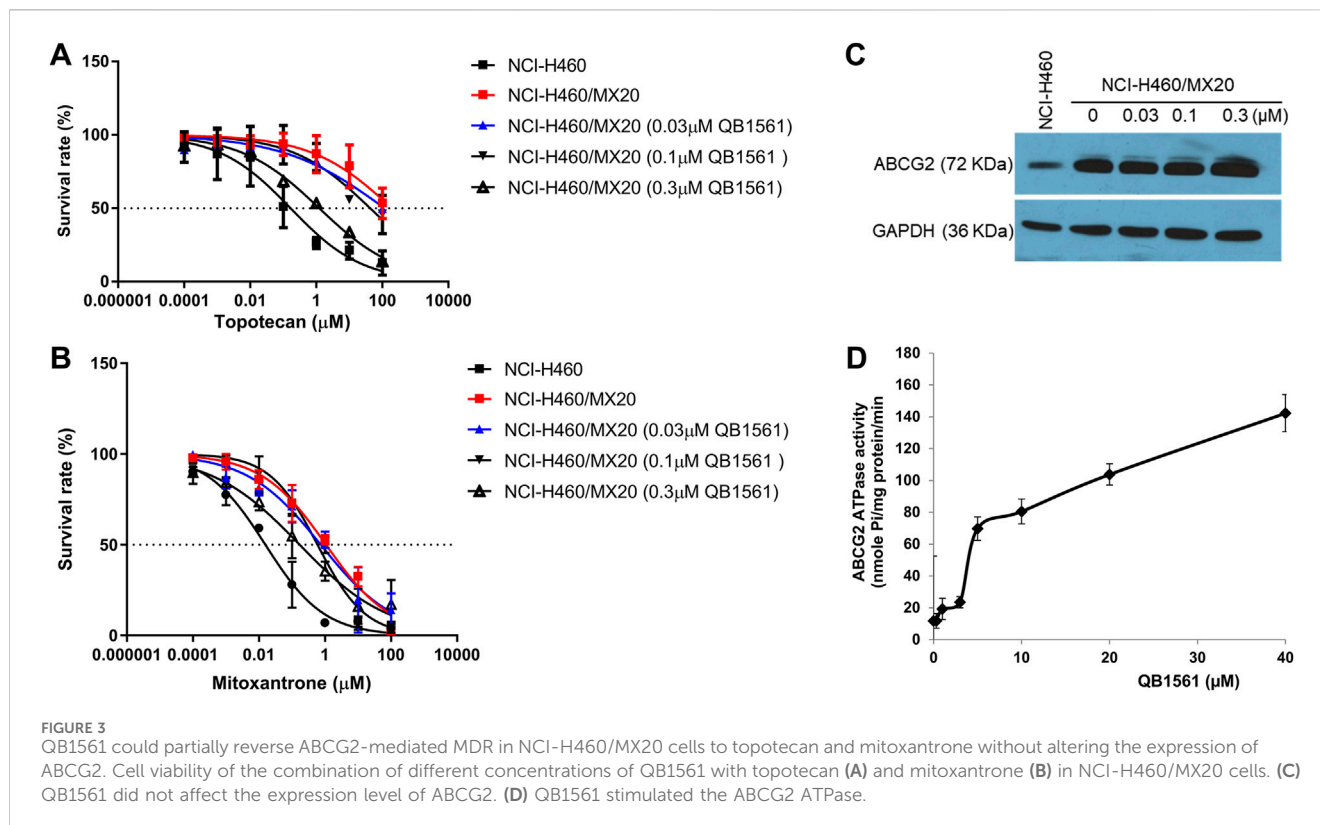 A
150
100
50
0
Survival rate (%)
0.000001 0.0001 0.01 1 100 10000
Topotecan (μM)
NCI-H460
NCI-H460/MX20
NCI-H460/MX20 (0.03μM QB1561)
NCI-H460/MX20 (0.1μM QB1561 )
NCI-H460/MX20 (0.3μM QB1561)
B
150
100
50
0
Survival rate (%)
0.000001 0.0001 0.01 1 100 10000
Mitoxantrone (μM)
NCI-H460
NCI-H460/MX20
NCI-H460/MX20 (0.03μM QB1561)
NCI-H460/MX20 (0.1μM QB1561 )
NCI-H460/MX20 (0.3μM QB1561)
C
NCI-H460
NCI-H460/MX20
0 0.03 0.1 0.3 (μM)
ABCG2 (72 KDa)
GAPDH (36 KDa)
D
180
160
140
120
100
80
60
40
20
0
ABCG2 ATPase activity
(nmole Pi/mg protein/min
0 10 20 30 40
QB1561 (μM)
FIGURE 3
QB1561 could partially reverse ABCG2-mediated MDR in NCI-H460/MX20 cells to topotecan and mitoxantrone without altering the expression of
ABCG2. Cell viability of the combination of different concentrations of QB1561 with topotecan (A) and mitoxantrone (B) in NCI-H460/MX20 cells. (C)
QB1561 did not affect the expression level of ABCG2. (D) QB1561 stimulated the ABCG2 ATPase.